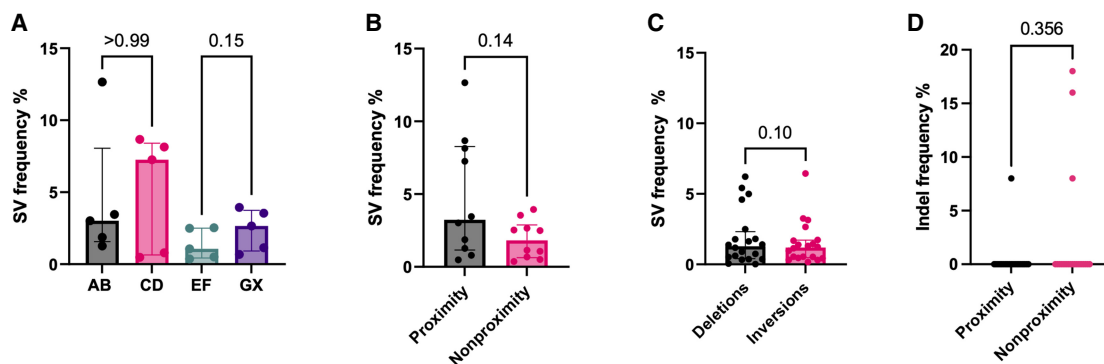 A
SV frequency %
15
10
5
0
>0.99
0.15
AB CD EF GX
B
SV frequency %
15
10
5
0
0.14
Proximity
Nonproximity
C
SV frequency %
15
10
5
0
0.10
Deletions
Inversions
D
Indel frequency %
20
15
10
5
0
0.356
Proximity
Nonproximity